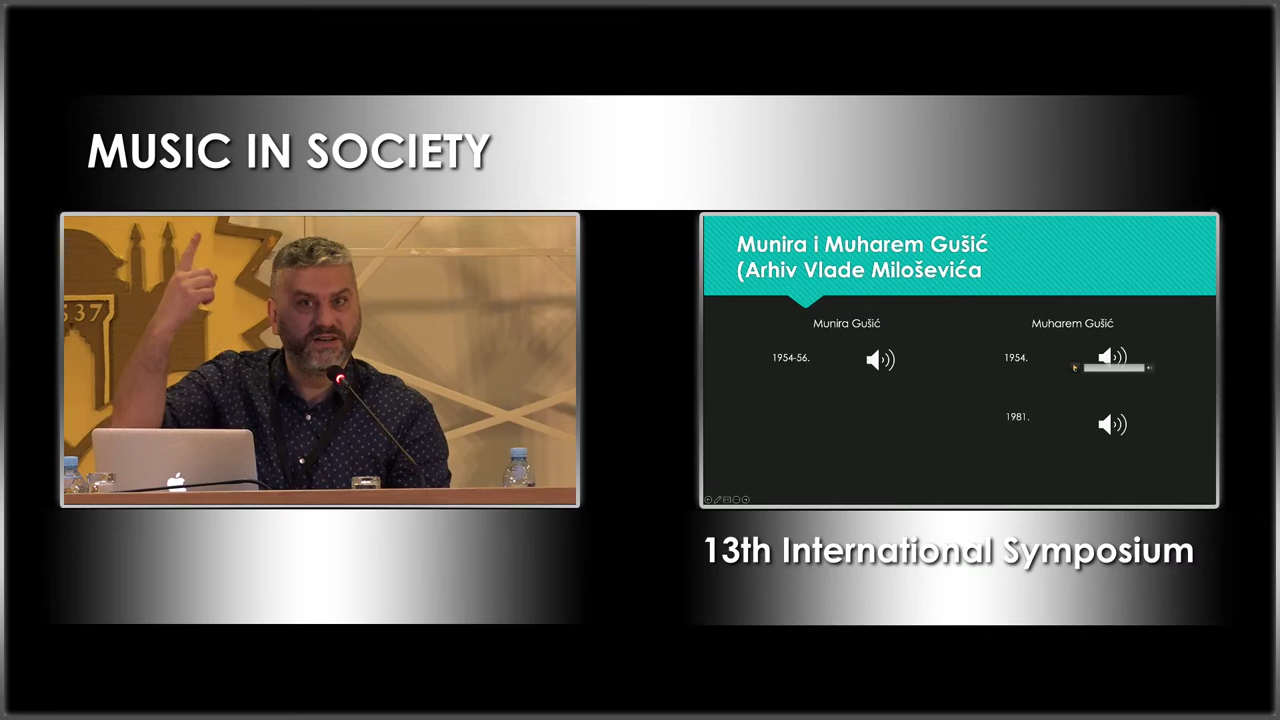 MUSIC IN SOCIETY
537
Munira i Muharem Gušić
(Arhiv Vlade Miloševića
Munira Gušić
Muharem Gušić
1954-56.
1954.
1981.
13th International Symposium